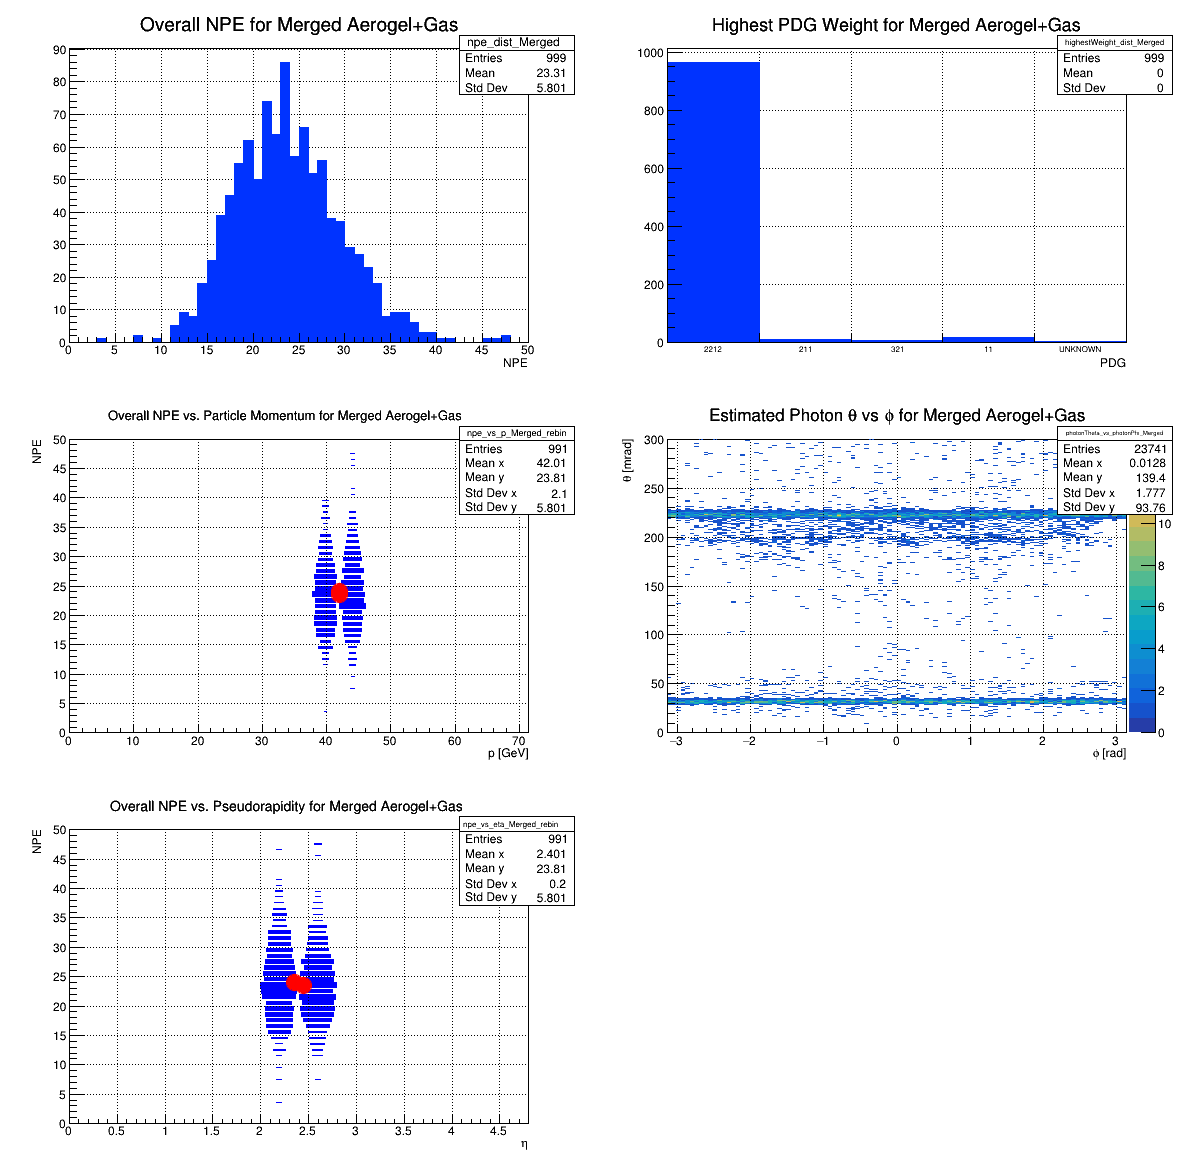 Overall NPE for Merged Aerogel+Gas
npe_dist_Merged
Entries 999
Mean 23.31
Std Dev 5.801
90
80
70
60
50
40
30
20
10
0
0 5 10 15 20 25 30 35 40 45 50
NPE
Highest PDG Weight for Merged Aerogel+Gas
highestWeight_dist_Merged
Entries 999
Mean 0
Std Dev 0
1000
800
600
400
200
0
2212 211 321 11 UNKNOWN
PDG
Overall NPE vs. Particle Momentum for Merged Aerogel+Gas
npe_vs_p_Merged_rebin
Entries 991
Mean x 42.01
Mean y 23.81
Std Dev x 2.1
Std Dev y 5.801
NPE
50
45
40
35
30
25
20
15
10
5
0
0 10 20 30 40 50 60 70
p [GeV]
Estimated Photon θ vs ϕ for Merged Aerogel+Gas
photonTheta_vs_photonPhi_Merged
Entries 23741
Mean x 0.0128
Mean y 139.4
Std Dev x 1.777
Std Dev y 93.76
θ [mrad]
300
250
200
150
100
50
0
−3 −2 −1 0 1 2 3
ϕ [rad]
10
8
6
4
2
0
Overall NPE vs. Pseudorapidity for Merged Aerogel+Gas
npe_vs_eta_Merged_rebin
Entries 991
Mean x 2.401
Mean y 23.81
Std Dev x 0.2
Std Dev y 5.801
NPE
50
45
40
35
30
25
20
15
10
5
0
0 0.5 1 1.5 2 2.5 3 3.5 4 4.5
η